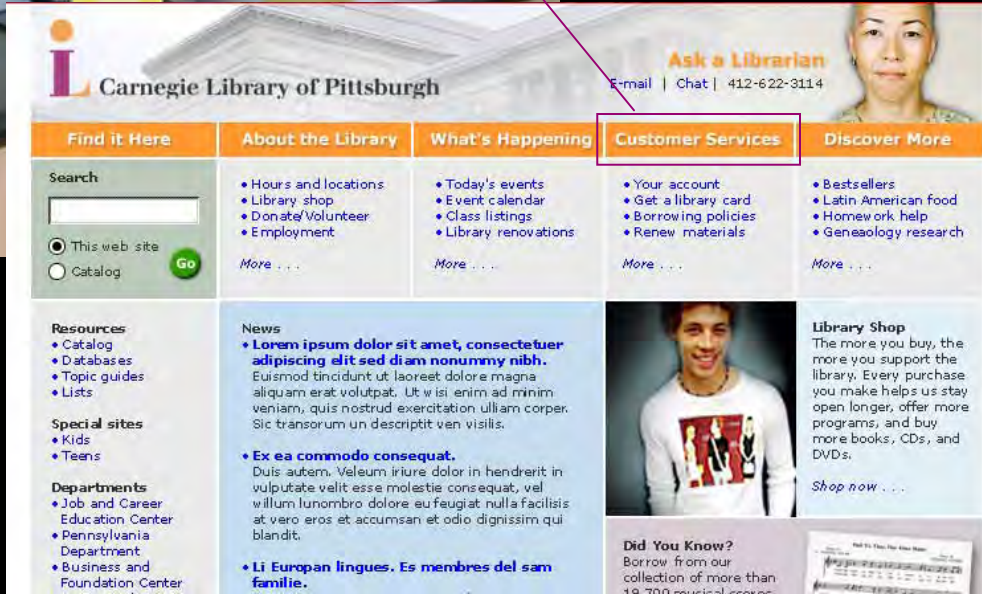 Carnegie Library of Pittsburgh
Ask a Librarian
E-mail | Chat | 412-622-3114
Find it Here
About the Library
What's Happening
Customer Services
Discover More
Search
This web site
Catalog
Go
• Hours and locations
• Library shop
• Donate/Volunteer
• Employment
More . . .
• Today's events
• Event calendar
• Class listings
• Library renovations
More . . .
• Your account
• Get a library card
• Borrowing policies
• Renew materials
More . . .
• Bestsellers
• Latin American food
• Homework help
• Geneaology research
More . . .
Resources
• Catalog
• Databases
• Topic guides
• Lists
Special sites
• Kids
• Teens
Departments
• Job and Career
Education Center
• Pennsylvania
Department
• Business and
Foundation Center
News
• Lorem ipsum dolor sit amet, consectetuer
adipiscing elit sed diam nonummy nibh.
Euismod tincidunt ut laoreet dolore magna
aliquam erat volutpat. Ut wisi enim ad minim
veniam, quis nostrud exercitation ulliam corper.
Sic transorum un descriptit ven visilis.
• Ex ea commodo consequat.
Duis autem. Veleum iriure dolor in hendrerit in
vulputate velit esse molestie consequat, vel
willum lunombro dolore eu feugiat nulla facilisis
at vero eros et accumsan et odio dignissim qui
blandit.
• Li Europan lingues. Es membres del sam
familie.
Library Shop
The more you buy, the
more you support the
library. Every purchase
you make helps us stay
open longer, offer more
programs, and buy
more books, CDs, and
DVDs.
Shop now . . .
Did You Know?
Borrow from our
collection of more than
19,700 musical scores